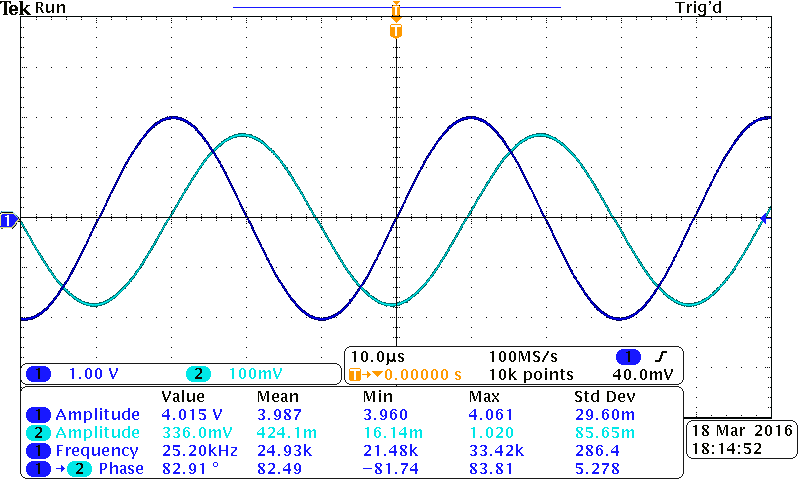 Tek Run Trig'd
T
T
1
10.0µs 100MS/s 1
T→▼0.00000 s 10k points 40.0mV
1 1.00 V 2 100mV
Value Mean Min Max Std Dev
1 Amplitude 4.015 V 3.987 3.960 4.061 29.60m
2 Amplitude 336.0mV 424.1m 16.14m 1.020 85.65m
1 Frequency 25.20kHz 24.93k 21.48k 33.42k 286.4
1 → 2 Phase 82.91 ° 82.49 −81.74 83.81 5.278
18 Mar 2016
18:14:52